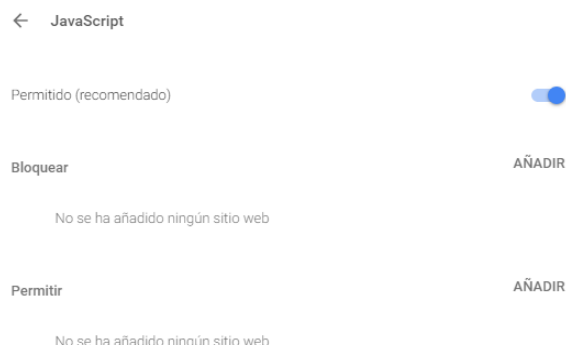 JavaScript
Permitido (recomendado)
Bloquear AÑADIR
No se ha añadido ningún sitio web
Permitir AÑADIR
No se ha añadido ningún sitio web